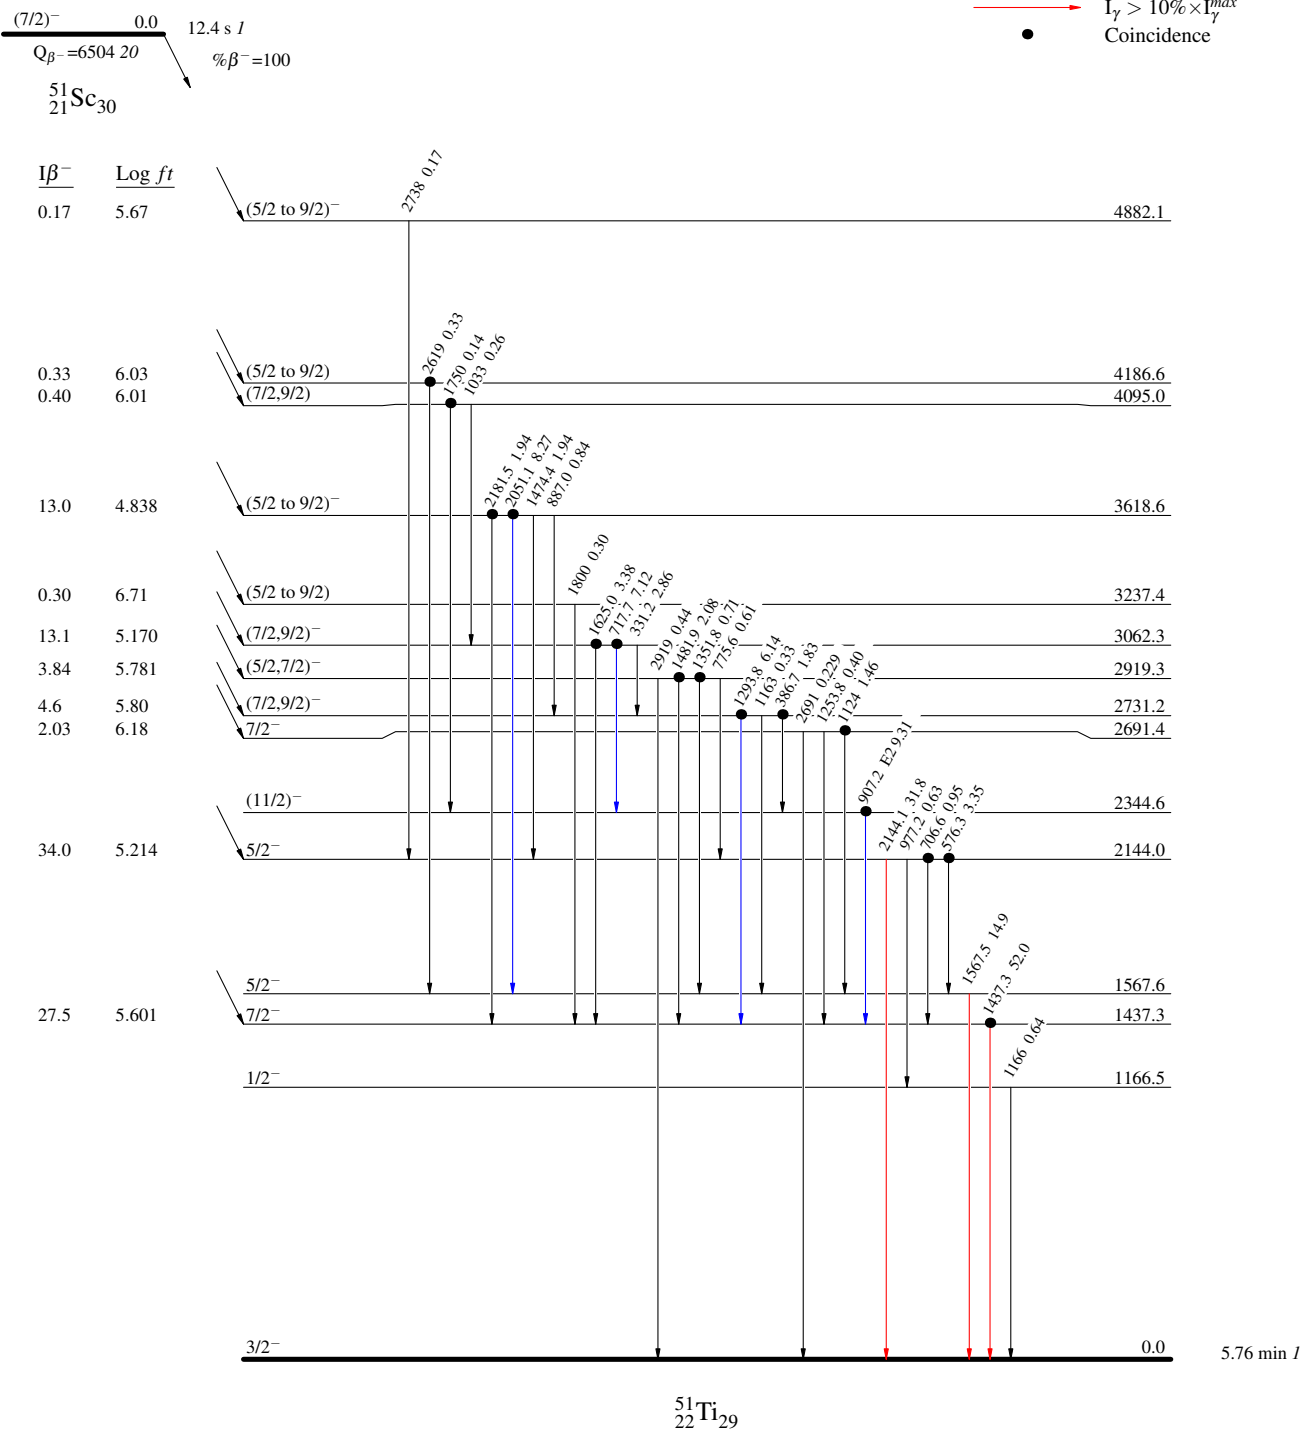 (7/2)⁻ 0.0 12.4 s 1
Q_β⁻=6504 20
%β⁻=100
⁵¹₂₁Sc₃₀
I_γ > 10%×I_γ^max
Coincidence
Iβ⁻ Log ft
2738 0.17
0.17 5.67 (5/2 to 9/2)⁻ 4882.1
2619 0.33
0.33 6.03 (5/2 to 9/2) 4186.6
1750 0.14
1033 0.26
0.40 6.01 (7/2,9/2) 4095.0
2181.5 1.94
2051.1 8.27
1474.4 1.94
887.0 0.84
13.0 4.838 (5/2 to 9/2)⁻ 3618.6
1800 0.30
0.30 6.71 (5/2 to 9/2) 3237.4
1625.0 3.38
717.7 7.12
331.2 2.86
13.1 5.170 (7/2,9/2)⁻ 3062.3
2919 0.44
1481.9 2.08
1351.8 0.71
775.6 0.61
3.84 5.781 (5/2,7/2)⁻ 2919.3
1293.8 6.14
1163 0.33
386.7 1.83
4.6 5.80 (7/2,9/2)⁻ 2731.2
2691 0.229
1253.8 0.40
1124 1.46
2.03 6.18 7/2⁻ 2691.4
907.2 E2 9.31
(11/2)⁻ 2344.6
2144.1 31.8
977.2 0.63
706.6 0.95
576.3 3.35
34.0 5.214 5/2⁻ 2144.0
1567.5 14.9
5/2⁻ 1567.6
1437.3 52.0
27.5 5.601 7/2⁻ 1437.3
1166 0.64
1/2⁻ 1166.5
3/2⁻ 0.0 5.76 min 1
⁵¹₂₂Ti₂₉